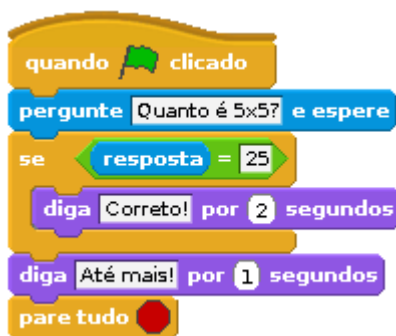 quando clicado
pergunte Quanto é 5x5? e espere
se resposta = 25
diga Correto! por 2 segundos
diga Até mais! por 1 segundos
pare tudo